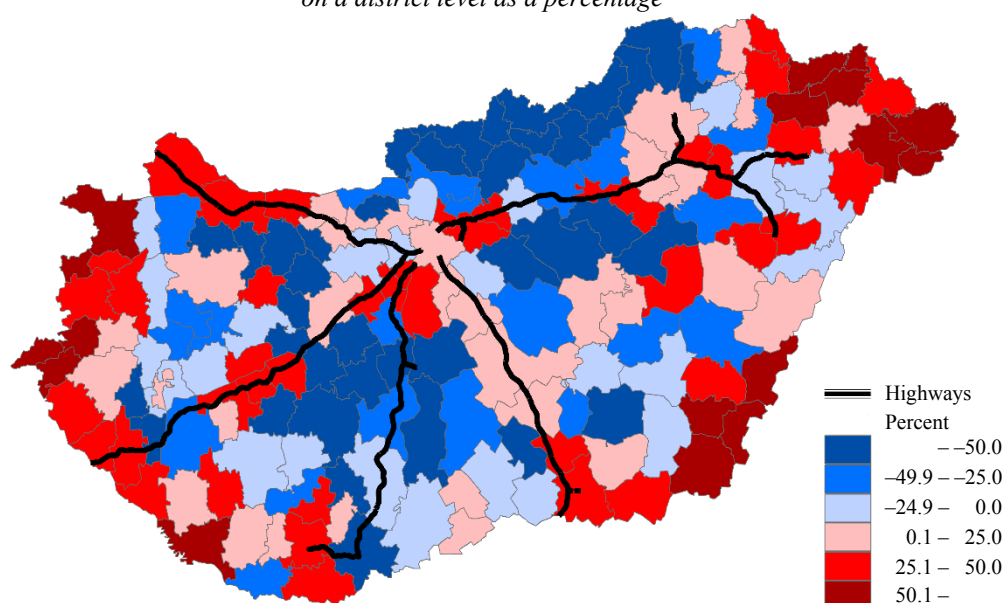 on a district level as a percentage
Highways
Percent
– –50.0
–49.9 – –25.0
–24.9 – 0.0
0.1 – 25.0
25.1 – 50.0
50.1 –